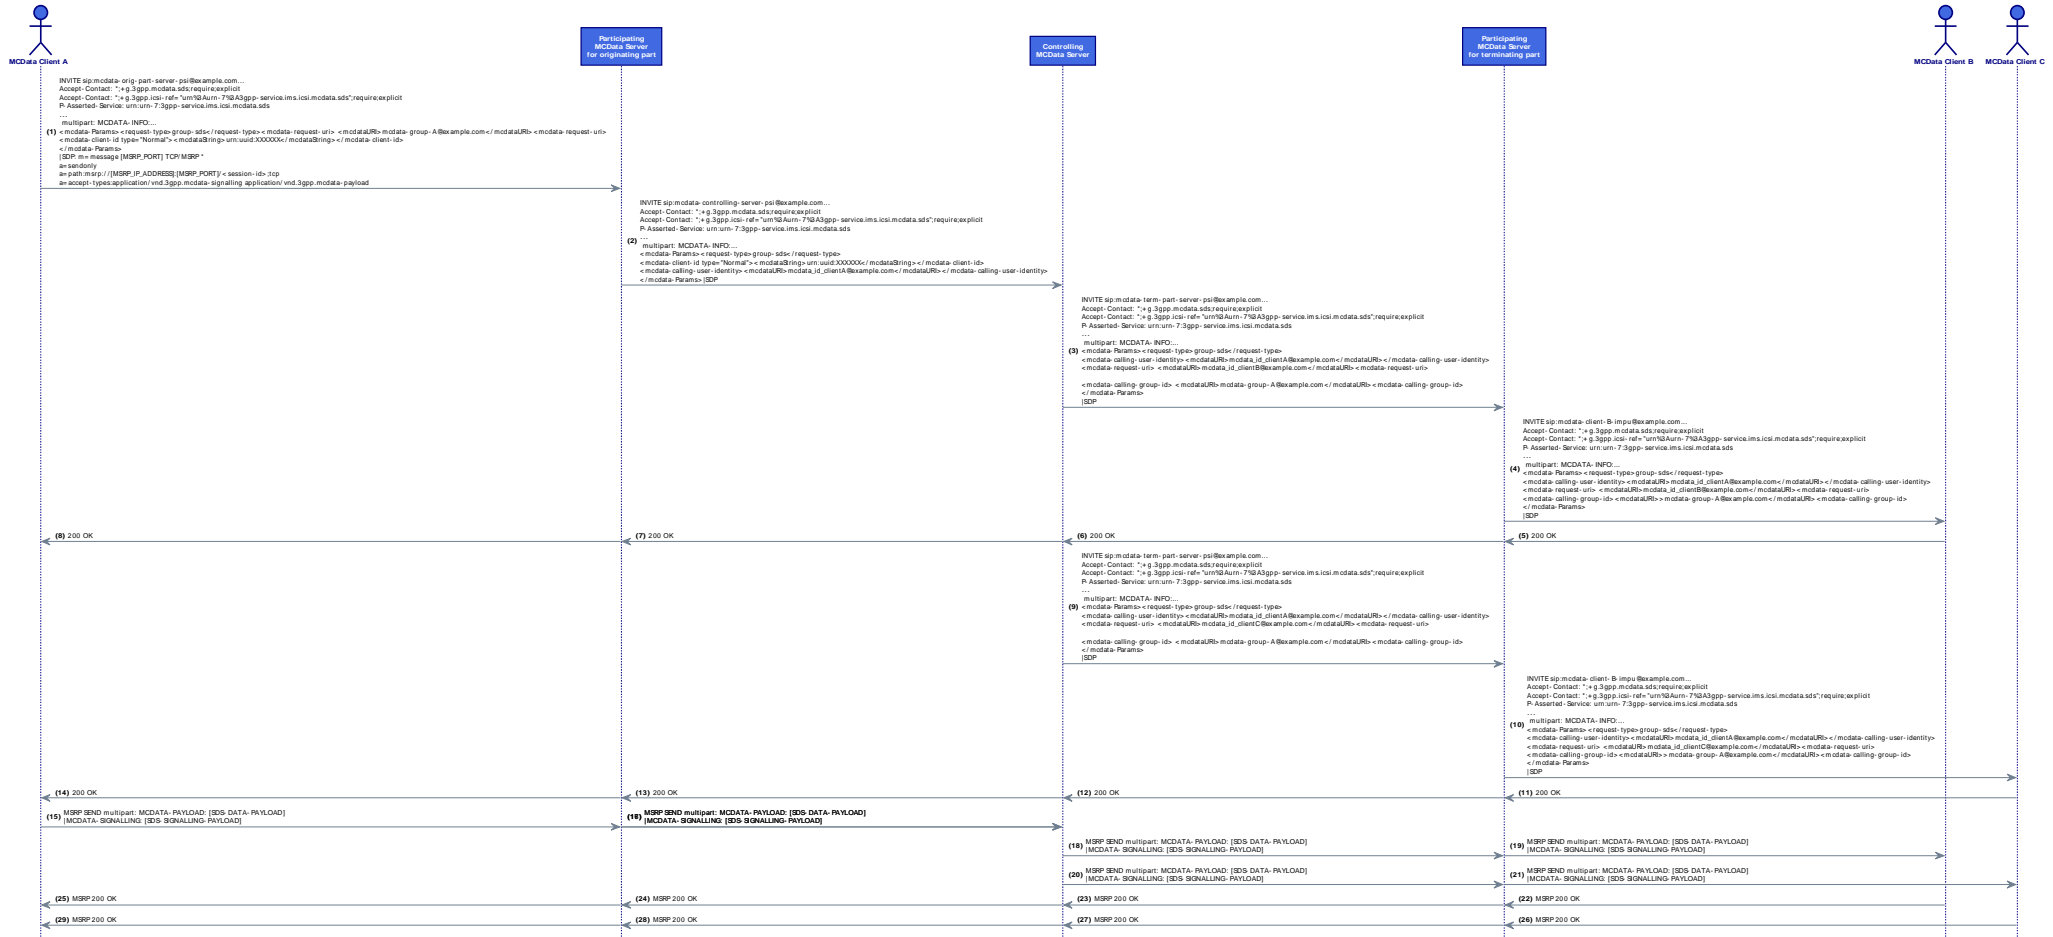 MCData Client A
Participating
MCData Server
for originating part
Controlling
MCData Server
Participating
MCData Server
for terminating part
MCData Client B
MCData Client C
INVITE sip:mcdata-orig-part-server-psi@example.com...
Accept-Contact: *;+g.3gpp.mcdata.sds;require;explicit
Accept-Contact: *;+g.3gpp.icsi-ref="urn%3Aurn-7%3A3gpp-service.ims.icsi.mcdata.sds";require;explicit
P-Asserted-Service: urn:urn-7:3gpp-service.ims.icsi.mcdata.sds
...
multipart: MCDATA-INFO:...
(1) <mcdata-Params><request-type>group-sds</request-type><mcdata-request-uri> <mcdataURI>mcdata-group-A@example.com</mcdataURI><mcdata-request-uri>
<mcdata-client-id type="Normal"><mcdataString>urn:uuid:XXXXXX</mcdataString></mcdata-client-id>
</mcdata-Params>
|SDP: m=message [MSRP_PORT] TCP/MSRP *
a=sendonly
a=path:msrp://[MSRP_IP_ADDRESS]:[MSRP_PORT]/<session-id>;tcp
a=accept-types:application/vnd.3gpp.mcdata-signalling application/vnd.3gpp.mcdata-payload
INVITE sip:mcdata-controlling-server-psi@example.com...
Accept-Contact: *;+g.3gpp.mcdata.sds;require;explicit
Accept-Contact: *;+g.3gpp.icsi-ref="urn%3Aurn-7%3A3gpp-service.ims.icsi.mcdata.sds";require;explicit
P-Asserted-Service: urn:urn-7:3gpp-service.ims.icsi.mcdata.sds
(2) ...
multipart: MCDATA-INFO:...
<mcdata-Params><request-type>group-sds</request-type>
<mcdata-client-id type="Normal"><mcdataString>urn:uuid:XXXXXX</mcdataString></mcdata-client-id>
<mcdata-calling-user-identity><mcdataURI>mcdata_id_clientA@example.com</mcdataURI></mcdata-calling-user-identity>
</mcdata-Params>|SDP
INVITE sip:mcdata-term-part-server-psi@example.com...
Accept-Contact: *;+g.3gpp.mcdata.sds;require;explicit
Accept-Contact: *;+g.3gpp.icsi-ref="urn%3Aurn-7%3A3gpp-service.ims.icsi.mcdata.sds";require;explicit
P-Asserted-Service: urn:urn-7:3gpp-service.ims.icsi.mcdata.sds
...
multipart: MCDATA-INFO:...
(3) <mcdata-Params><request-type>group-sds</request-type>
<mcdata-calling-user-identity><mcdataURI>mcdata_id_clientA@example.com</mcdataURI></mcdata-calling-user-identity>
<mcdata-request-uri> <mcdataURI>mcdata_id_clientB@example.com</mcdataURI><mcdata-request-uri>
<mcdata-calling-group-id> <mcdataURI>mcdata-group-A@example.com</mcdataURI><mcdata-calling-group-id>
</mcdata-Params>
|SDP
INVITE sip:mcdata-client-B-impu@example.com...
Accept-Contact: *;+g.3gpp.mcdata.sds;require;explicit
Accept-Contact: *;+g.3gpp.icsi-ref="urn%3Aurn-7%3A3gpp-service.ims.icsi.mcdata.sds";require;explicit
P-Asserted-Service: urn:urn-7:3gpp-service.ims.icsi.mcdata.sds
...
multipart: MCDATA-INFO:...
(4) <mcdata-Params><request-type>group-sds</request-type>
<mcdata-calling-user-identity><mcdataURI>mcdata_id_clientA@example.com</mcdataURI></mcdata-calling-user-identity>
<mcdata-request-uri> <mcdataURI>mcdata_id_clientB@example.com</mcdataURI><mcdata-request-uri>
<mcdata-calling-group-id><mcdataURI>>mcdata-group-A@example.com</mcdataURI><mcdata-calling-group-id>
</mcdata-Params>
|SDP
(8) 200 OK
(7) 200 OK
(6) 200 OK
(5) 200 OK
INVITE sip:mcdata-term-part-server-psi@example.com...
Accept-Contact: *;+g.3gpp.mcdata.sds;require;explicit
Accept-Contact: *;+g.3gpp.icsi-ref="urn%3Aurn-7%3A3gpp-service.ims.icsi.mcdata.sds";require;explicit
P-Asserted-Service: urn:urn-7:3gpp-service.ims.icsi.mcdata.sds
...
multipart: MCDATA-INFO:...
(9) <mcdata-Params><request-type>group-sds</request-type>
<mcdata-calling-user-identity><mcdataURI>mcdata_id_clientA@example.com</mcdataURI></mcdata-calling-user-identity>
<mcdata-request-uri> <mcdataURI>mcdata_id_clientC@example.com</mcdataURI><mcdata-request-uri>
<mcdata-calling-group-id> <mcdataURI>mcdata-group-A@example.com</mcdataURI><mcdata-calling-group-id>
</mcdata-Params>
|SDP
INVITE sip:mcdata-client-B-impu@example.com...
Accept-Contact: *;+g.3gpp.mcdata.sds;require;explicit
Accept-Contact: *;+g.3gpp.icsi-ref="urn%3Aurn-7%3A3gpp-service.ims.icsi.mcdata.sds";require;explicit
P-Asserted-Service: urn:urn-7:3gpp-service.ims.icsi.mcdata.sds
...
(10) multipart: MCDATA-INFO:...
<mcdata-Params><request-type>group-sds</request-type>
<mcdata-calling-user-identity><mcdataURI>mcdata_id_clientA@example.com</mcdataURI></mcdata-calling-user-identity>
<mcdata-request-uri> <mcdataURI>mcdata_id_clientC@example.com</mcdataURI><mcdata-request-uri>
<mcdata-calling-group-id><mcdataURI>>mcdata-group-A@example.com</mcdataURI><mcdata-calling-group-id>
</mcdata-Params>
|SDP
(14) 200 OK
(13) 200 OK
(12) 200 OK
(11) 200 OK
(15) MSRP SEND multipart: MCDATA-PAYLOAD: [SDS-DATA-PAYLOAD]
|MCDATA-SIGNALLING: [SDS-SIGNALLING-PAYLOAD]
MSRP SEND multipart: MCDATA-PAYLOAD: [SDS-DATA-PAYLOAD]
|MCDATA-SIGNALLING: [SDS-SIGNALLING-PAYLOAD]
(18) MSRP SEND multipart: MCDATA-PAYLOAD: [SDS-DATA-PAYLOAD]
|MCDATA-SIGNALLING: [SDS-SIGNALLING-PAYLOAD]
(19) MSRP SEND multipart: MCDATA-PAYLOAD: [SDS-DATA-PAYLOAD]
|MCDATA-SIGNALLING: [SDS-SIGNALLING-PAYLOAD]
(20) MSRP SEND multipart: MCDATA-PAYLOAD: [SDS-DATA-PAYLOAD]
|MCDATA-SIGNALLING: [SDS-SIGNALLING-PAYLOAD]
(21) MSRP SEND multipart: MCDATA-PAYLOAD: [SDS-DATA-PAYLOAD]
|MCDATA-SIGNALLING: [SDS-SIGNALLING-PAYLOAD]
(25) MSRP 200 OK
(24) MSRP 200 OK
(23) MSRP 200 OK
(22) MSRP 200 OK
(29) MSRP 200 OK
(28) MSRP 200 OK
(27) MSRP 200 OK
(26) MSRP 200 OK